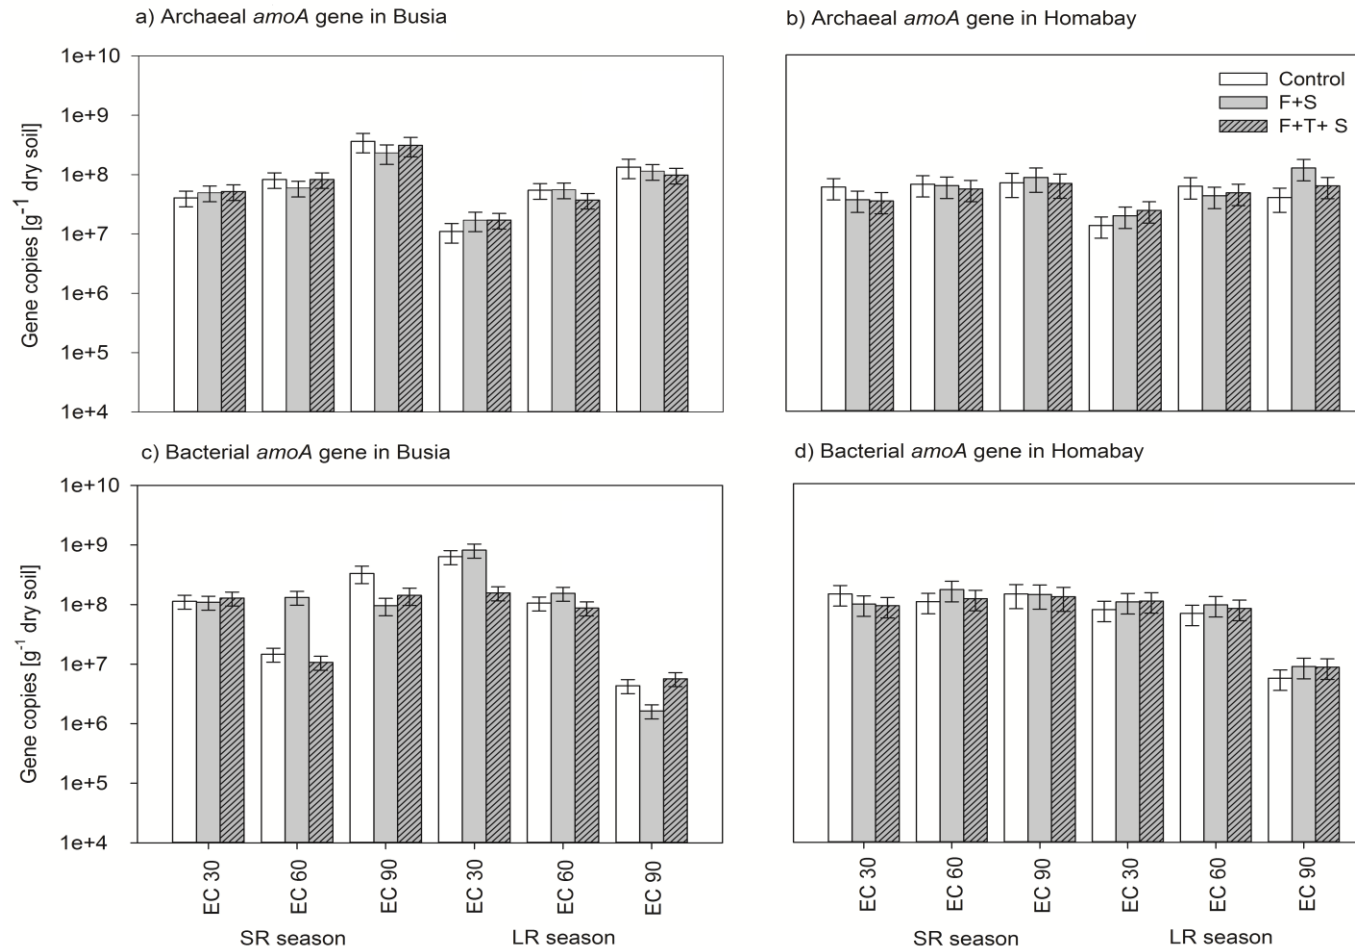 a) Archaeal amoA gene in Busia
b) Archaeal amoA gene in Homabay
Gene copies [g⁻¹ dry soil]
1e+10
1e+9
1e+8
1e+7
1e+6
1e+5
1e+4
Control
F+S
F+T+ S
c) Bacterial amoA gene in Busia
d) Bacterial amoA gene in Homabay
Gene copies [g⁻¹ dry soil]
1e+10
1e+9
1e+8
1e+7
1e+6
1e+5
1e+4
EC 30
EC 60
EC 90
EC 30
EC 60
EC 90
SR season
LR season
EC 30
EC 60
EC 90
EC 30
EC 60
EC 90
SR season
LR season